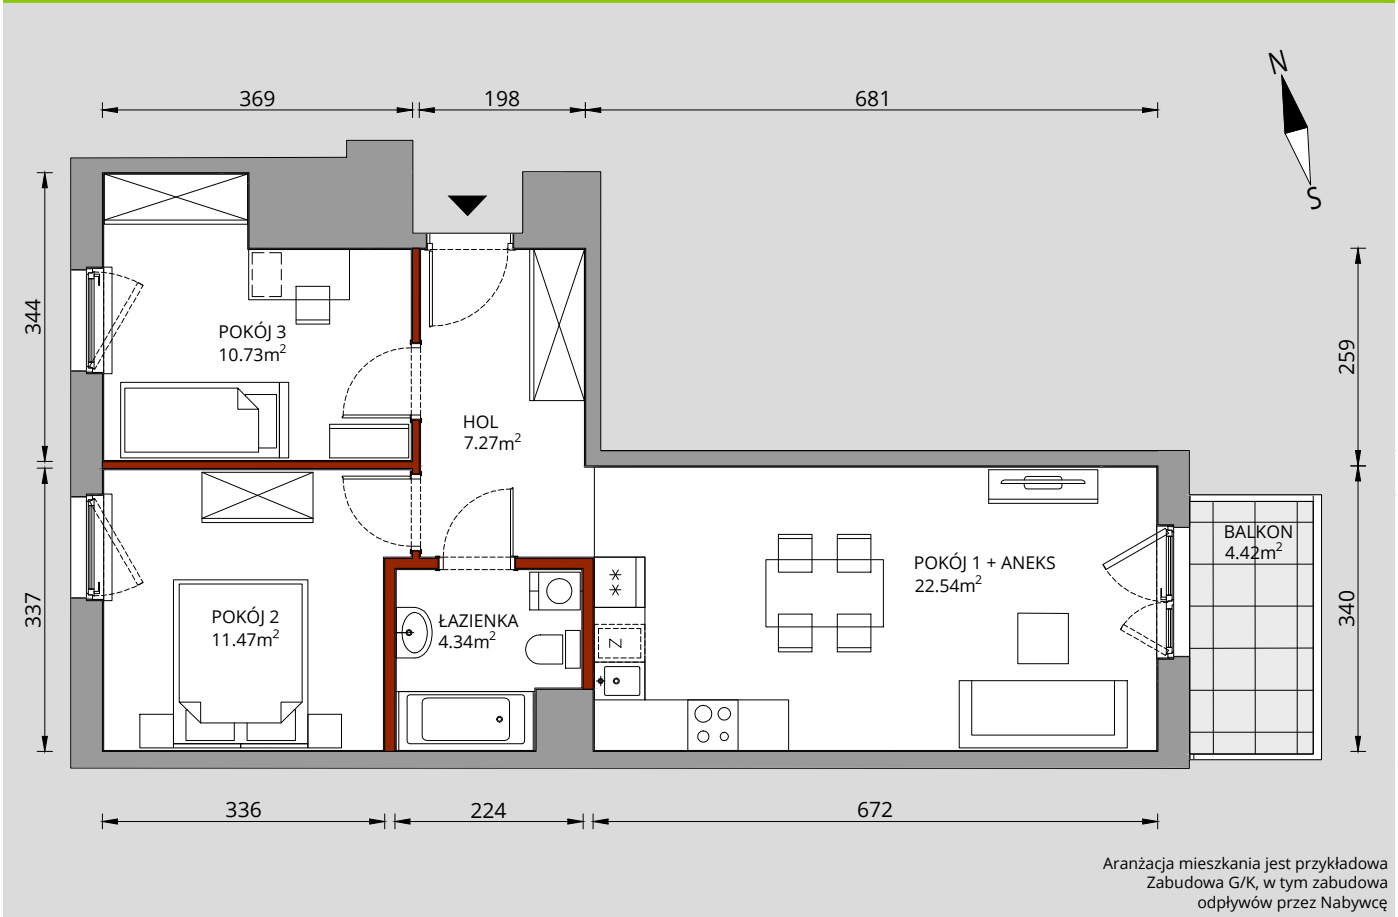 N
S
369
198
681
344
337
259
340
POKÓJ 3
10.73m²
HOL
7.27m²
POKÓJ 1 + ANEKS
22.54m²
BALKON
4.42m²
POKÓJ 2
11.47m²
ŁAZIENKA
4.34m²
**
Z
336
224
672
Aranżacja mieszkania jest przykładowa
Zabudowa G/K, w tym zabudowa
odpływów przez Nabywcę